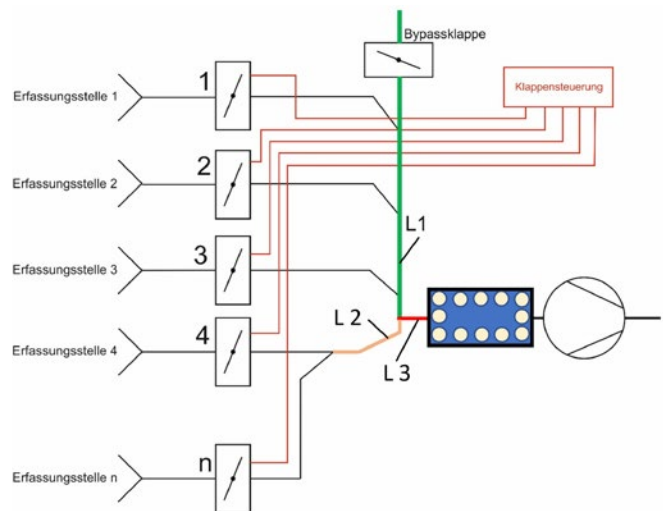 Bypassklappe
Klappensteuerung
Erfassungsstelle 1
1
Erfassungsstelle 2
2
L1
Erfassungsstelle 3
3
L 2
Erfassungsstelle 4
4
L 3
Erfassungsstelle n
n